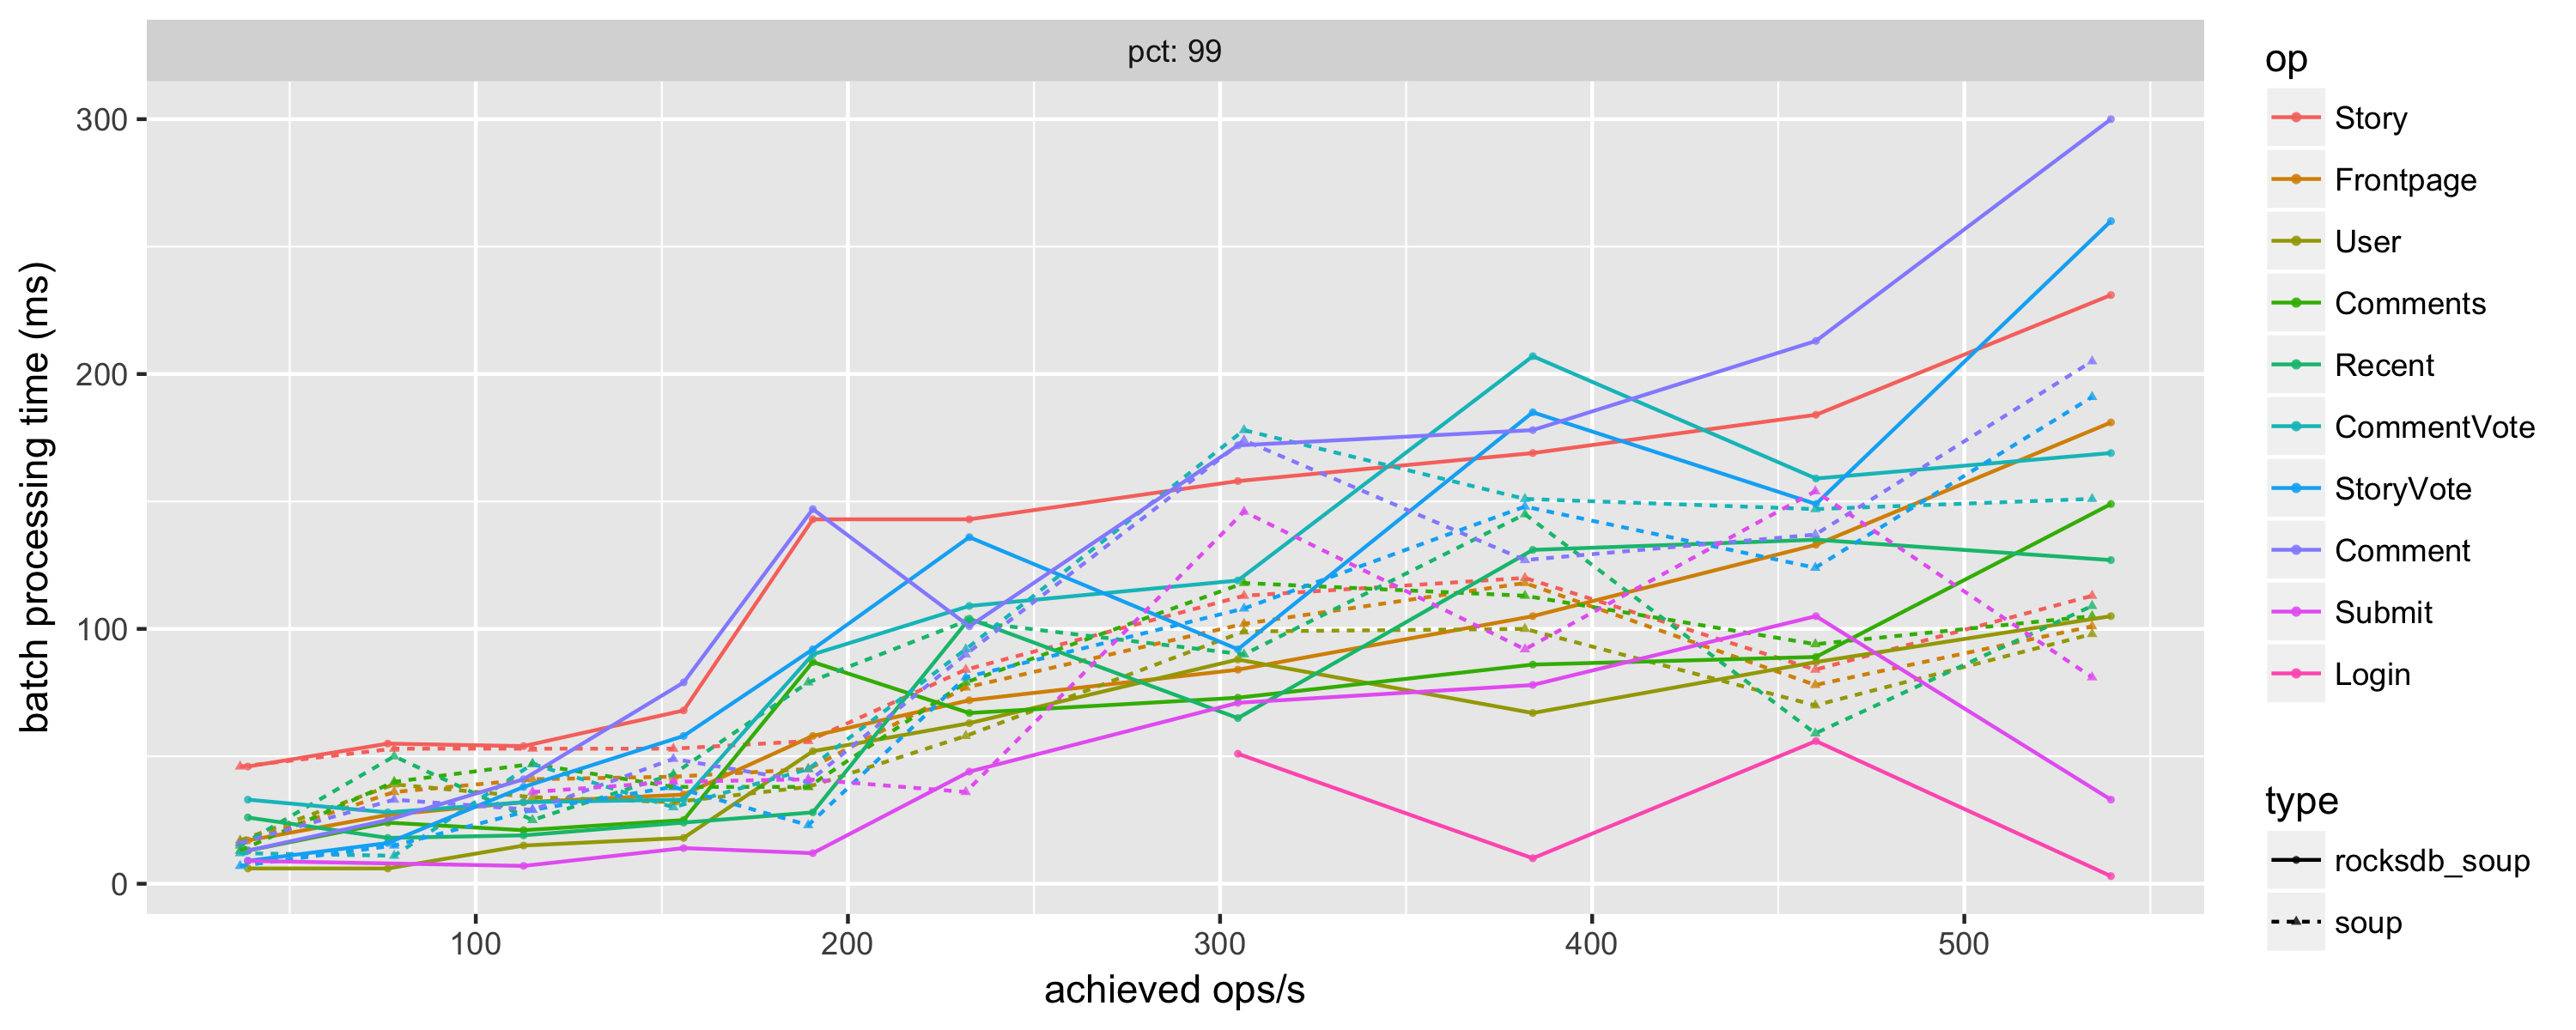 pct: 99
batch processing time (ms)
300
200
100
0
100 200 300 400 500
achieved ops/s
op
Story
Frontpage
User
Comments
Recent
CommentVote
StoryVote
Comment
Submit
Login
type
rocksdb_soup
soup